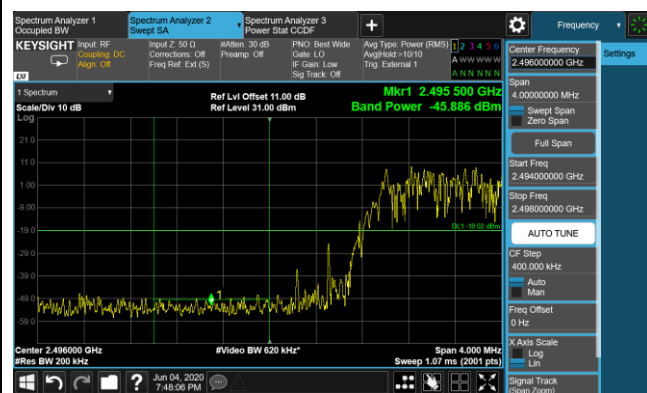 Spectrum Analyzer 1
Occupied BW
Spectrum Analyzer 2
Swept SA
Spectrum Analyzer 3
Power Stat CCDF
Frequency
KEYSIGHT
Input: RF
Coupling: DC
Align: Off
Input Z: 50 Ω
Corrections: Off
Freq Ref: Ext (S)
#Atten: 30 dB
Preamp: Off
PNO: Best Wide
Gate: LO
IF Gain: Low
Sig Track: Off
Avg Type: Power (RMS)
Avg|Hold:>10/10
Trig: External 1
1 2 3 4 5 6
A W W W W W
A N N N N N
LXI
Center Frequency
2.496000000 GHz
Settings
Span
4.00000000 MHz
Swept Span
Zero Span
Full Span
Start Freq
2.494000000 GHz
Stop Freq
2.498000000 GHz
AUTO TUNE
CF Step
400.000 kHz
Auto
Man
Freq Offset
0 Hz
X Axis Scale
Log
Lin
Signal Track
(Span Zoom)
1 Spectrum
Scale/Div 10 dB
Log
Ref Lvl Offset 11.00 dB
Ref Level 31.00 dBm
Mkr1 2.495 500 GHz
Band Power -45.886 dBm
21.0
11.0
1.00
-9.00
-19.0
-29.0
-39.0
-49.0
-59.0
DL1 -19.02 dBm
1
Center 2.496000 GHz
#Res BW 200 kHz
#Video BW 620 kHz*
Span 4.000 MHz
Sweep 1.07 ms (2001 pts)
Jun 04, 2020
7:48:06 PM